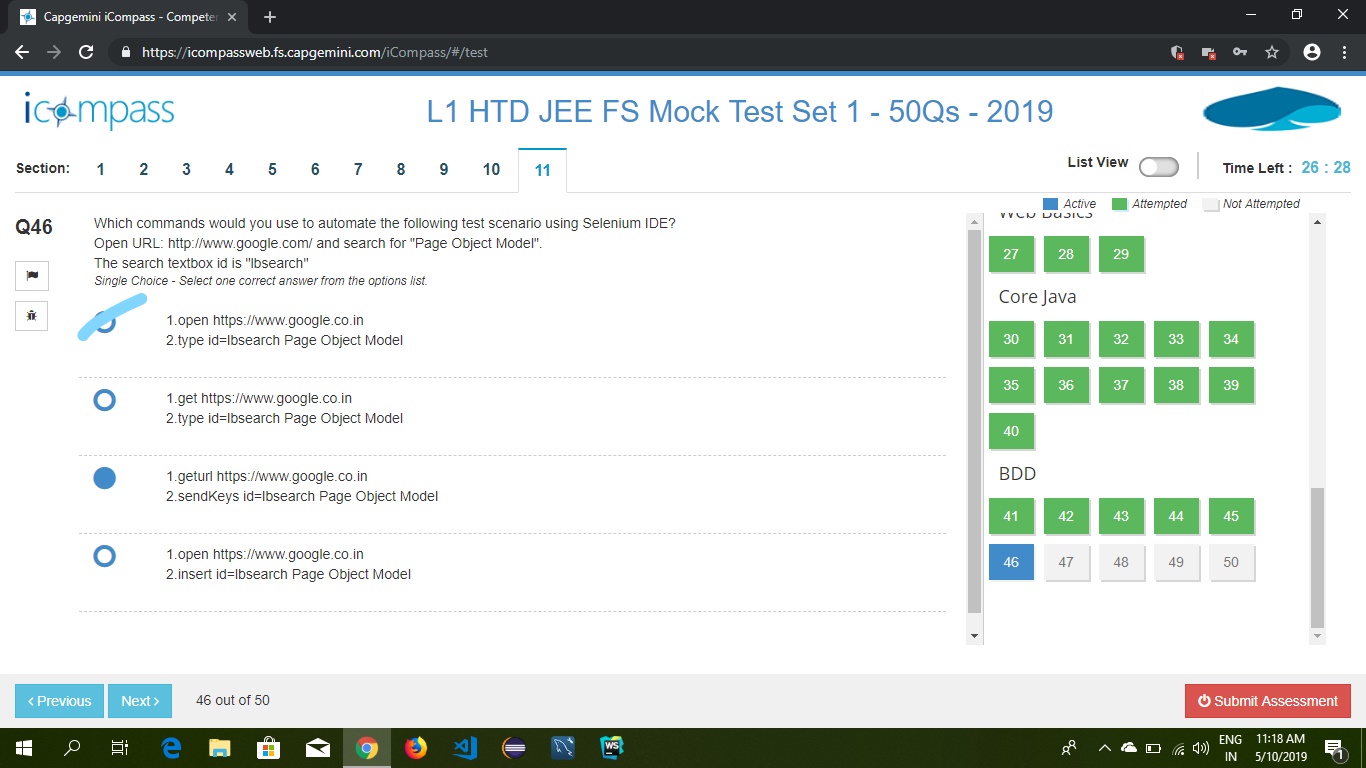 Capgemini iCompass - Competen
https://icompassweb.fs.capgemini.com/iCompass/#/test
icompass
L1 HTD JEE FS Mock Test Set 1 - 50Qs - 2019
Section: 1 2 3 4 5 6 7 8 9 10 11
List View
Time Left : 26 : 28
Active Attempted Not Attempted
Q46
Which commands would you use to automate the following test scenario using Selenium IDE?
Open URL: http://www.google.com/ and search for "Page Object Model".
The search textbox id is "lbsearch"
Single Choice - Select one correct answer from the options list.
1.open https://www.google.co.in
2.type id=lbsearch Page Object Model
1.get https://www.google.co.in
2.type id=lbsearch Page Object Model
1.geturl https://www.google.co.in
2.sendKeys id=lbsearch Page Object Model
1.open https://www.google.co.in
2.insert id=lbsearch Page Object Model
Web Basics
27 28 29
Core Java
30 31 32 33 34
35 36 37 38 39
40
BDD
41 42 43 44 45
46 47 48 49 50
Previous
Next
46 out of 50
Submit Assessment
WS
ENG
IN
11:18 AM
5/10/2019
1